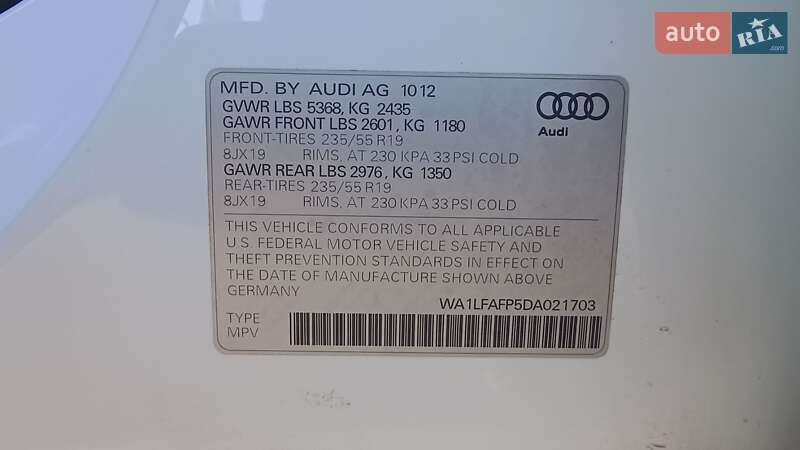 auto RIA .com
MFD. BY AUDI AG 1012
GVWR LBS 5368, KG 2435
GAWR FRONT LBS 2601, KG 1180
FRONT-TIRES 235/55 R19
8JX19 RIMS, AT 230 KPA 33 PSI COLD
GAWR REAR LBS 2976, KG 1350
REAR-TIRES 235/55 R19
8JX19 RIMS, AT 230 KPA 33 PSI COLD
Audi
THIS VEHICLE CONFORMS TO ALL APPLICABLE
U.S. FEDERAL MOTOR VEHICLE SAFETY AND
THEFT PREVENTION STANDARDS IN EFFECT ON
THE DATE OF MANUFACTURE SHOWN ABOVE
GERMANY
WA1LFAFP5DA021703
TYPE
MPV